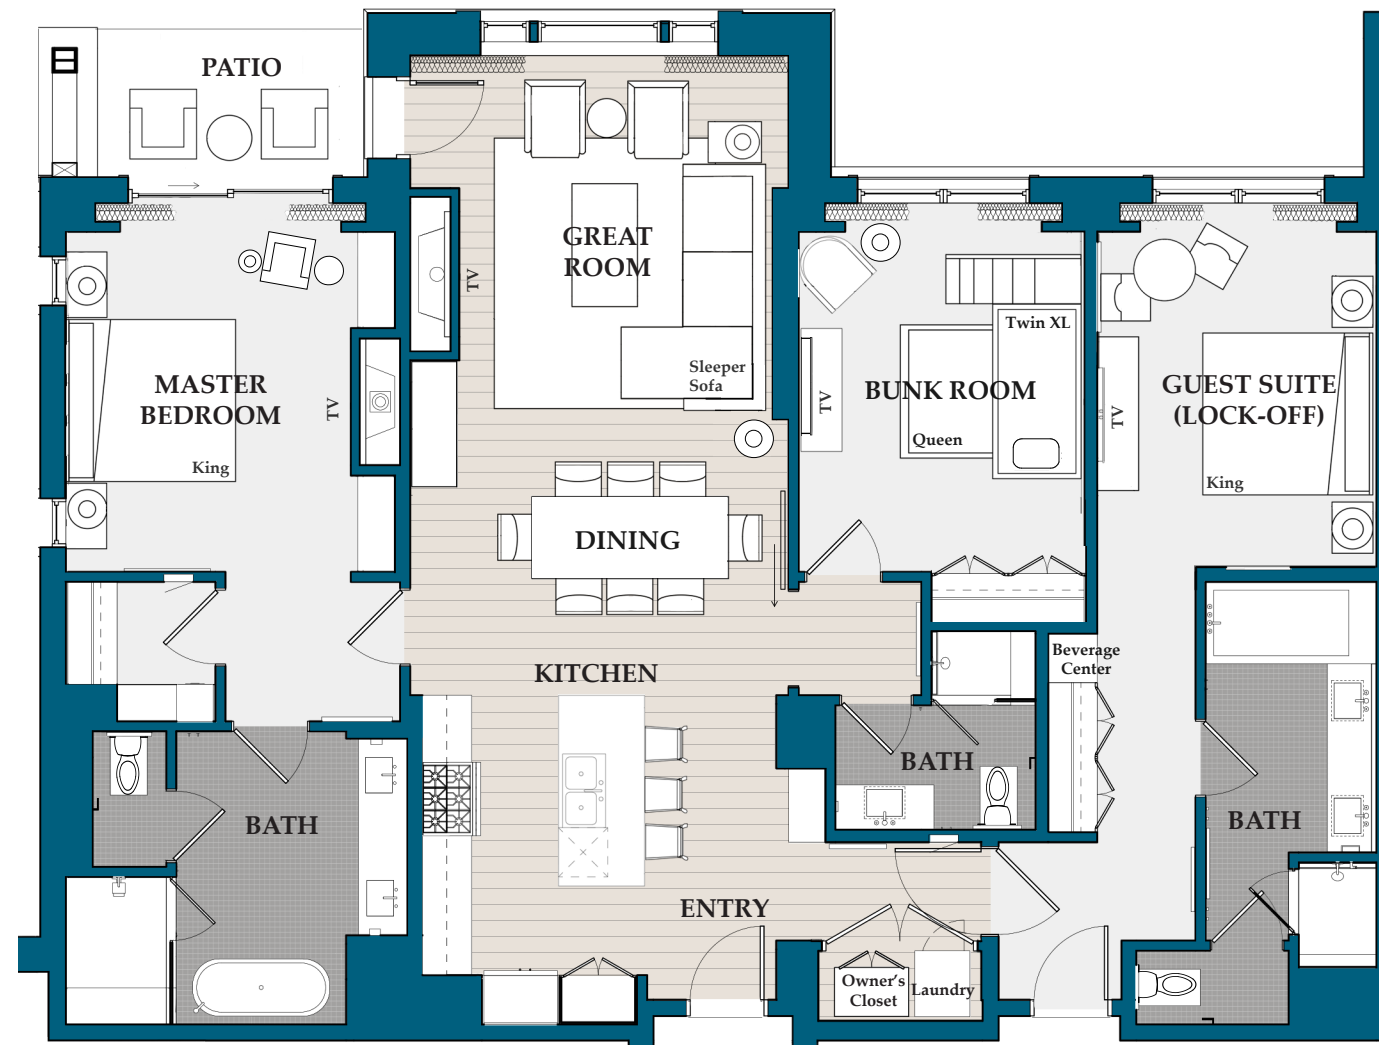 PATIO
GREAT
ROOM
TV
Twin XL
Sleeper
Sofa
MASTER
BEDROOM
TV
King
BUNK ROOM
TV
Queen
GUEST SUITE
(LOCK-OFF)
TV
King
DINING
KITCHEN
Beverage
Center
BATH
BATH
BATH
ENTRY
Owner's
Closet
Laundry